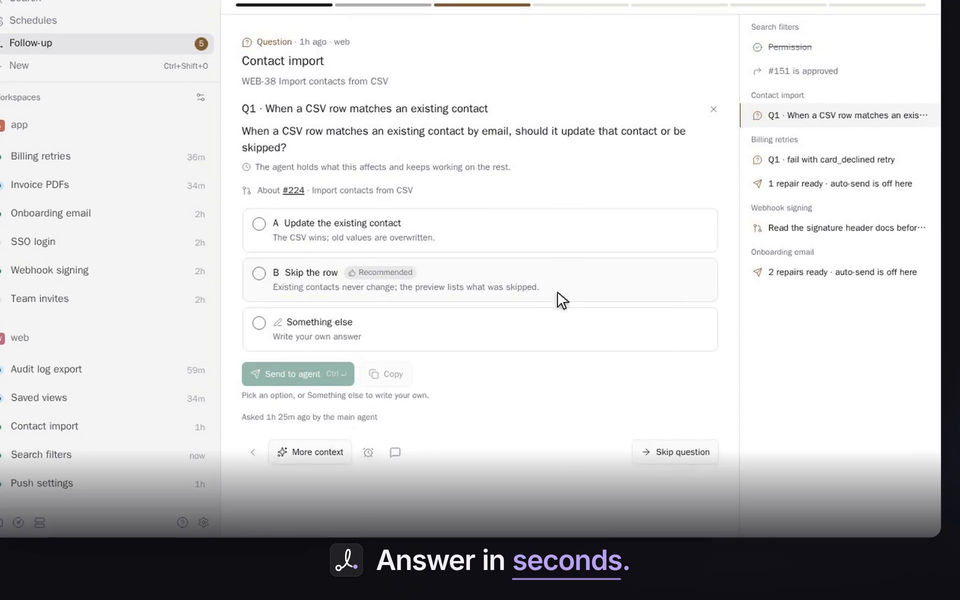 Schedules
Follow-up
5
New
Ctrl+Shift+O
app
Billing retries
36m
Invoice PDFs
34m
Onboarding email
2h
SSO login
2h
Webhook signing
2h
Team invites
2h
web
Audit log export
59m
Saved views
34m
Contact import
1h
Search filters
now
Push settings
1h
Question · 1h ago · web
Contact import
WEB-38 Import contacts from CSV
Q1 · When a CSV row matches an existing contact
When a CSV row matches an existing contact by email, should it update that contact or be
skipped?
The agent holds what this affects and keeps working on the rest.
About #224 · Import contacts from CSV
A Update the existing contact
The CSV wins; old values are overwritten.
B Skip the row
Recommended
Existing contacts never change; the preview lists what was skipped.
Something else
Write your own answer
Send to agent Ctrl ↵
Copy
Pick an option, or Something else to write your own.
Asked 1h 25m ago by the main agent
More context
Skip question
Search filters
Permission
#151 is approved
Contact import
Q1 · When a CSV row matches an exis···
Billing retries
Q1 · fail with card_declined retry
1 repair ready · auto-send is off here
Webhook signing
Read the signature header docs befor···
Onboarding email
2 repairs ready · auto-send is off here
Answer in seconds.